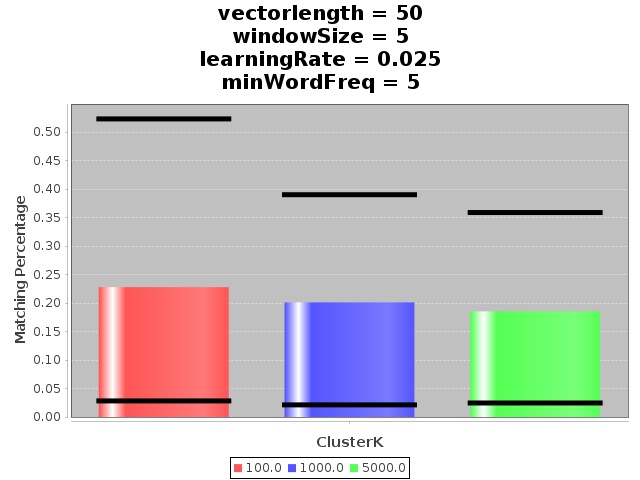 vectorlength = 50
windowSize = 5
learningRate = 0.025
minWordFreq = 5
Matching Percentage
0.50
0.45
0.40
0.35
0.30
0.25
0.20
0.15
0.10
0.05
0.00
ClusterK
100.0 1000.0 5000.0